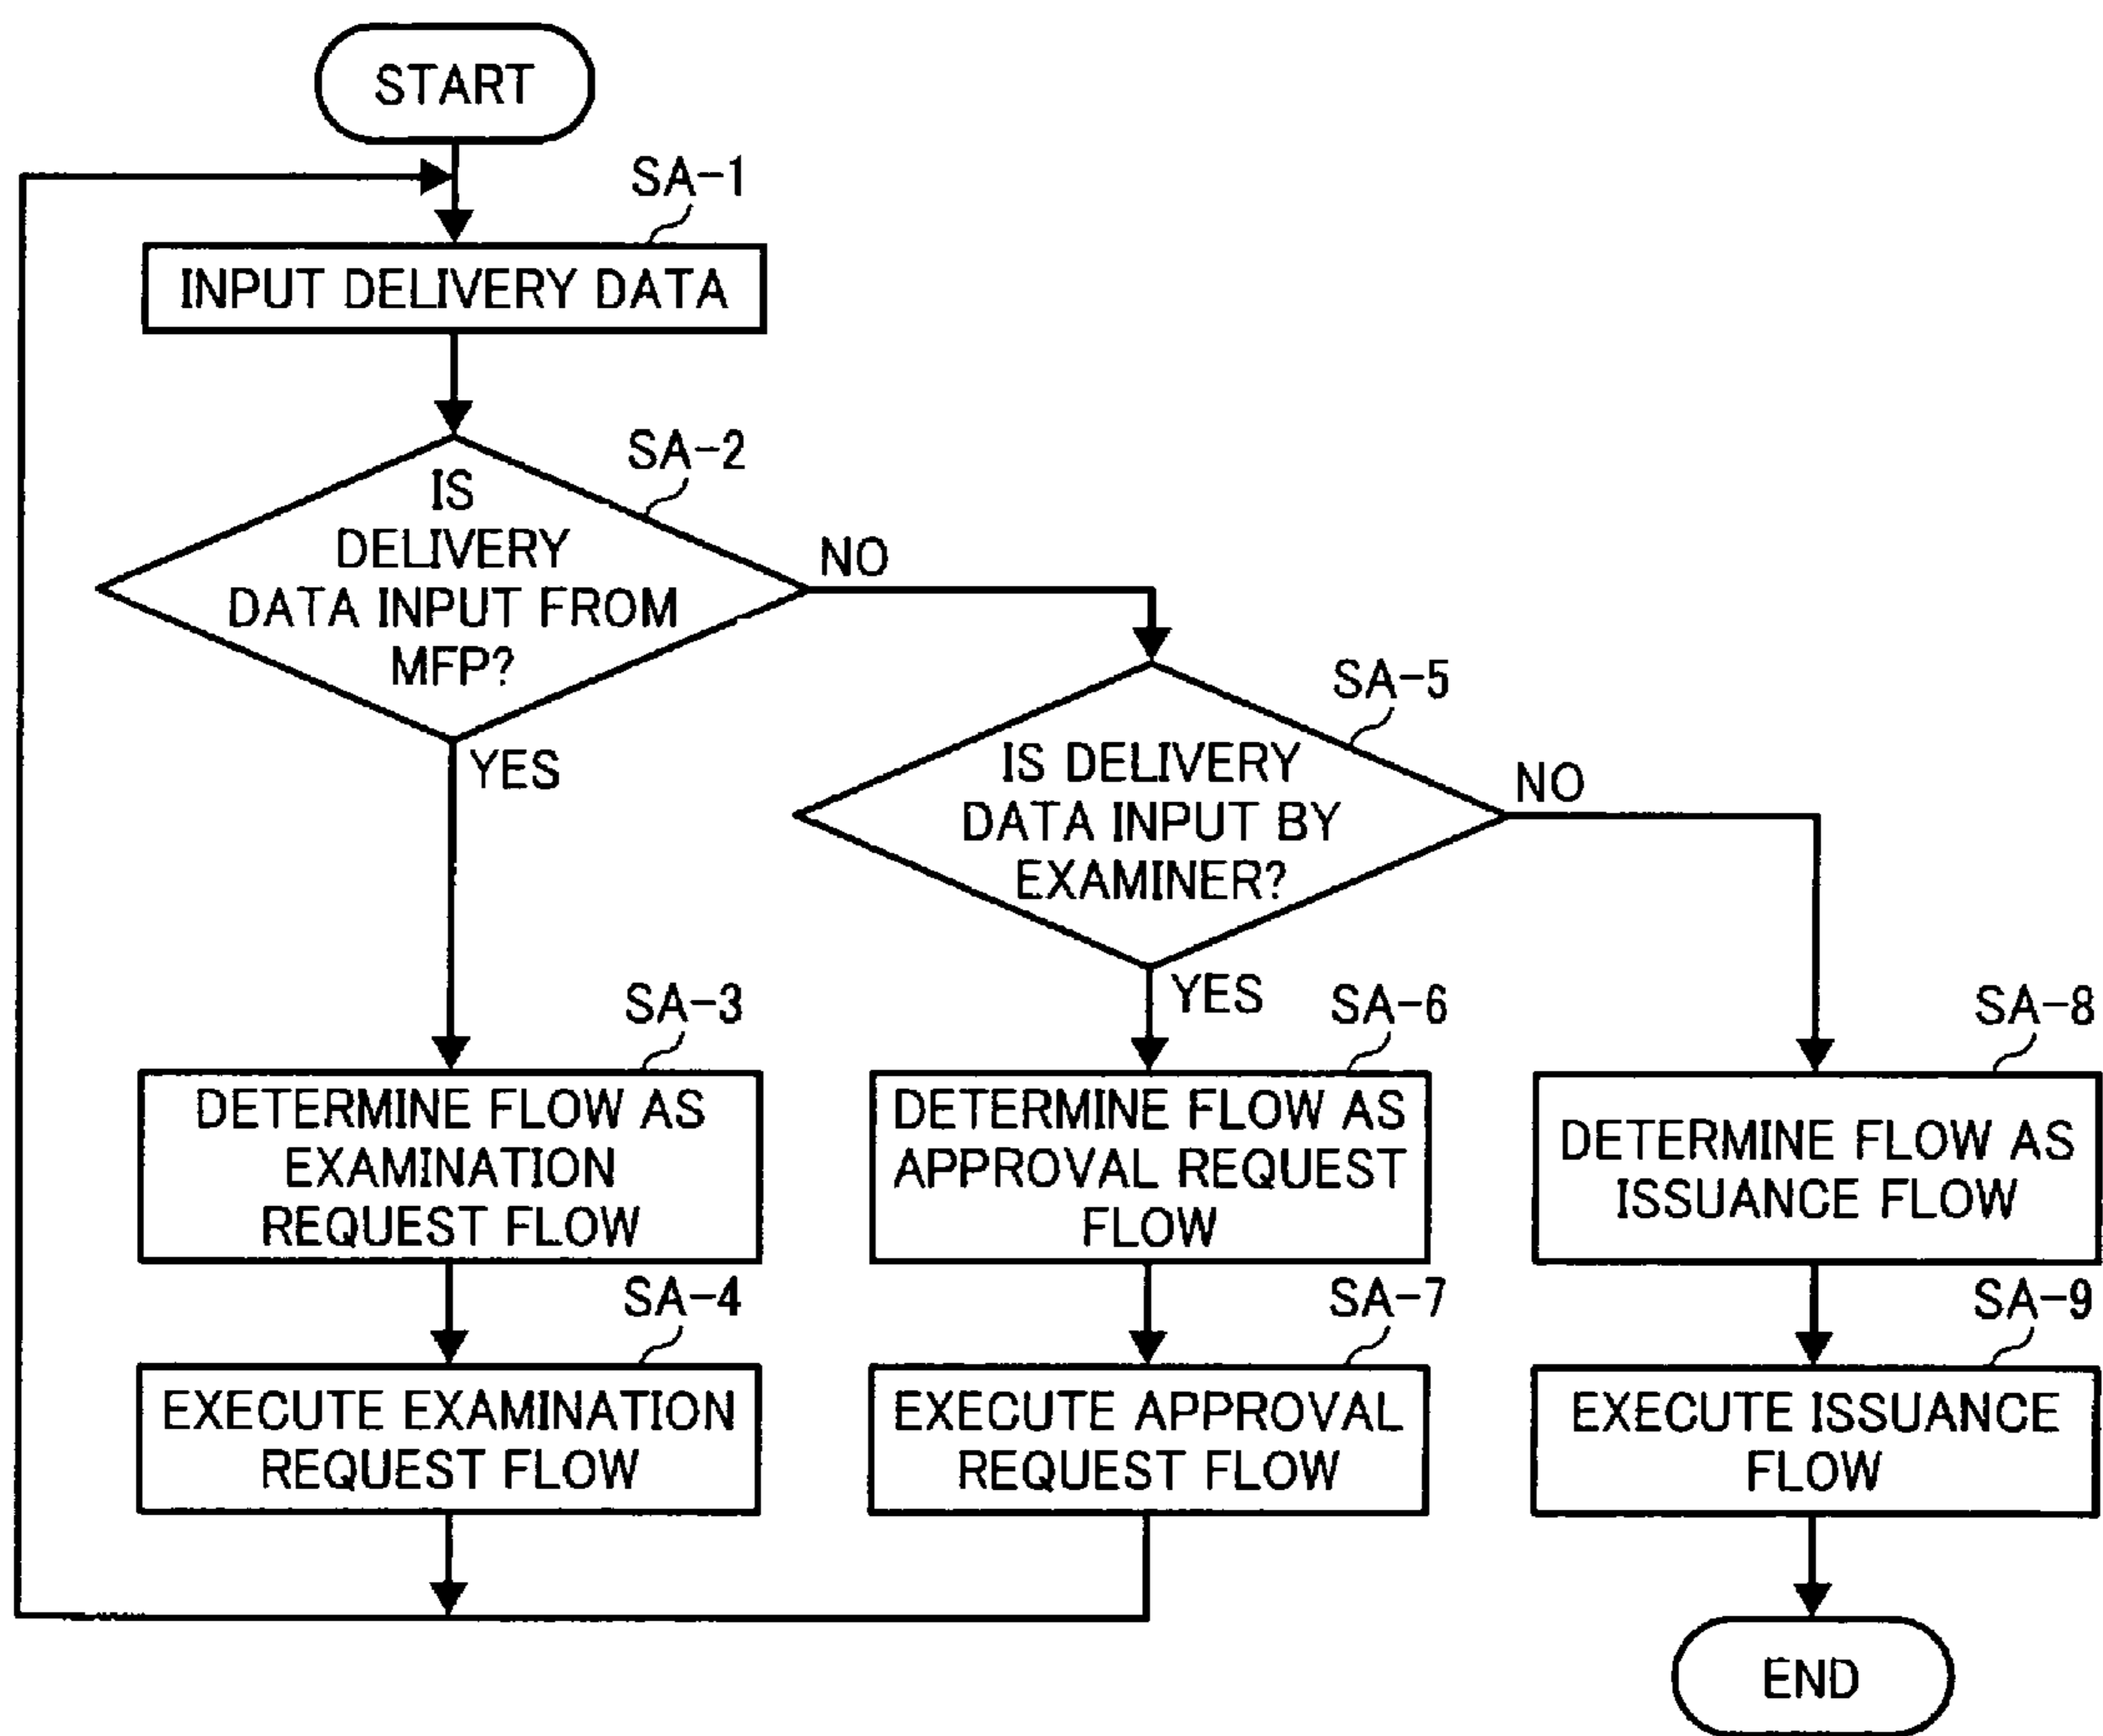 START
SA-1
INPUT DELIVERY DATA
SA-2
IS
DELIVERY
DATA INPUT FROM
MFP?
NO
YES
SA-5
IS DELIVERY
DATA INPUT BY
EXAMINER?
NO
YES
SA-3
DETERMINE FLOW AS
EXAMINATION
REQUEST FLOW
SA-4
EXECUTE EXAMINATION
REQUEST FLOW
SA-6
DETERMINE FLOW AS
APPROVAL REQUEST
FLOW
SA-7
EXECUTE APPROVAL
REQUEST FLOW
SA-8
DETERMINE FLOW AS
ISSUANCE FLOW
SA-9
EXECUTE ISSUANCE
FLOW
END